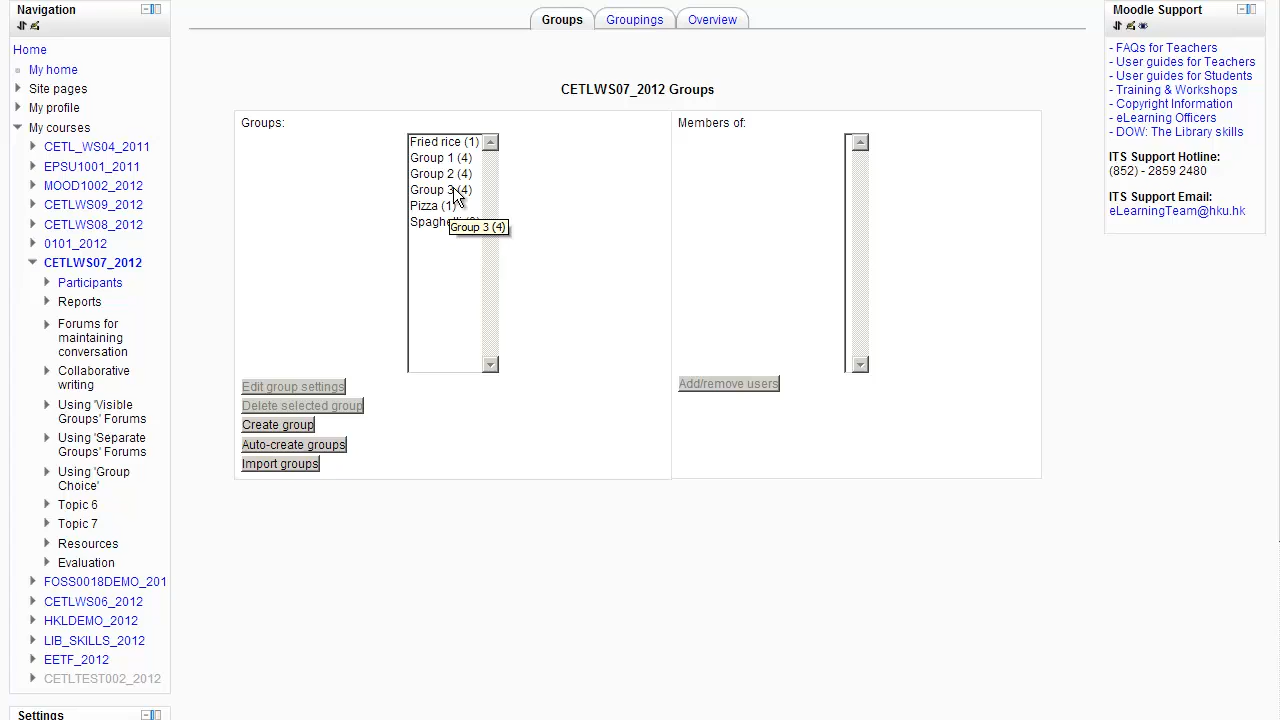 Navigation
Home
My home
Site pages
My profile
My courses
CETL_WS04_2011
EPSU1001_2011
MOOD1002_2012
CETLWS09_2012
CETLWS08_2012
0101_2012
CETLWS07_2012
Participants
Reports
Forums for
maintaining
conversation
Collaborative
writing
Using 'Visible
Groups' Forums
Using 'Separate
Groups' Forums
Using 'Group
Choice'
Topic 6
Topic 7
Resources
Evaluation
FOSS0018DEMO_201
CETLWS06_2012
HKLDEMO_2012
LIB_SKILLS_2012
EETF_2012
CETLTEST002_2012
Settings
Groups
Groupings
Overview
CETLWS07_2012 Groups
Groups:
Fried rice (1)
Group 1 (4)
Group 2 (4)
Group 3 (4)
Pizza (1)
Group 3 (4)
Edit group settings
Delete selected group
Create group
Auto-create groups
Import groups
Members of:
Add/remove users
Moodle Support
- FAQs for Teachers
- User guides for Teachers
- User guides for Students
- Training & Workshops
- Copyright Information
- eLearning Officers
- DOW: The Library skills
ITS Support Hotline:
(852) - 2859 2480
ITS Support Email:
eLearningTeam@hku.hk